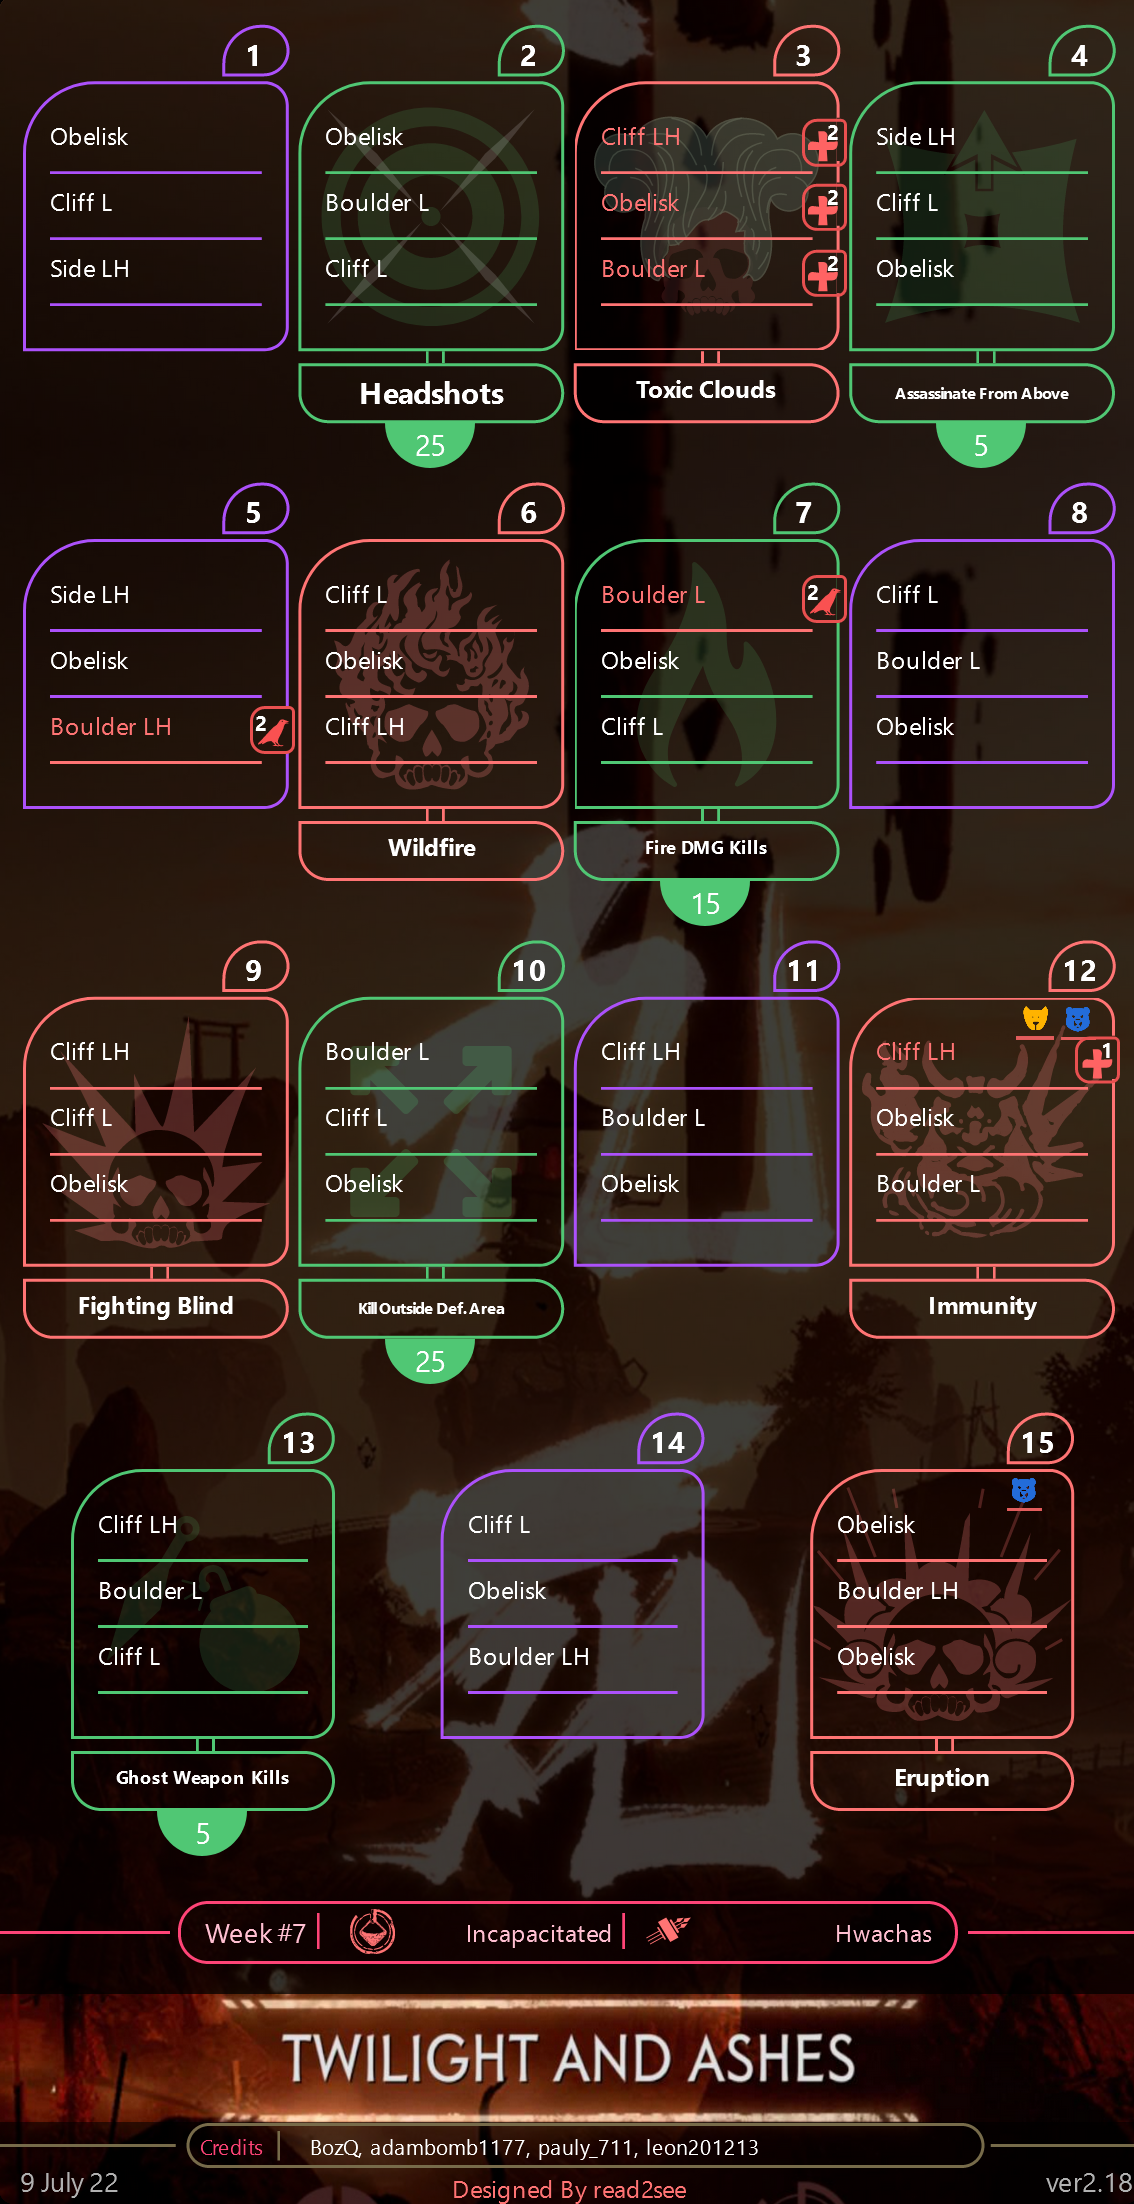 1
Obelisk
Cliff L
Side LH
2
Obelisk
Boulder L
Cliff L
Headshots
25
3
Cliff LH
2
Obelisk
2
Boulder L
2
Toxic Clouds
4
Side LH
Cliff L
Obelisk
Assassinate From Above
5
5
Side LH
Obelisk
Boulder LH
2
6
Cliff L
Obelisk
Cliff LH
Wildfire
7
Boulder L
2
Obelisk
Cliff L
Fire DMG Kills
15
8
Cliff L
Boulder L
Obelisk
9
Cliff LH
Cliff L
Obelisk
Fighting Blind
10
Boulder L
Cliff L
Obelisk
Kill Outside Def. Area
25
11
Cliff LH
Boulder L
Obelisk
12
Cliff LH
1
Obelisk
Boulder L
Immunity
13
Cliff LH
Boulder L
Cliff L
Ghost Weapon Kills
5
14
Cliff L
Obelisk
Boulder LH
15
Obelisk
Boulder LH
Obelisk
Eruption
Week #7 Incapacitated Hwachas
TWILIGHT AND ASHES
Credits BozQ, adambomb1177, pauly_711, leon201213
9 July 22
Designed By read2see
ver2.18